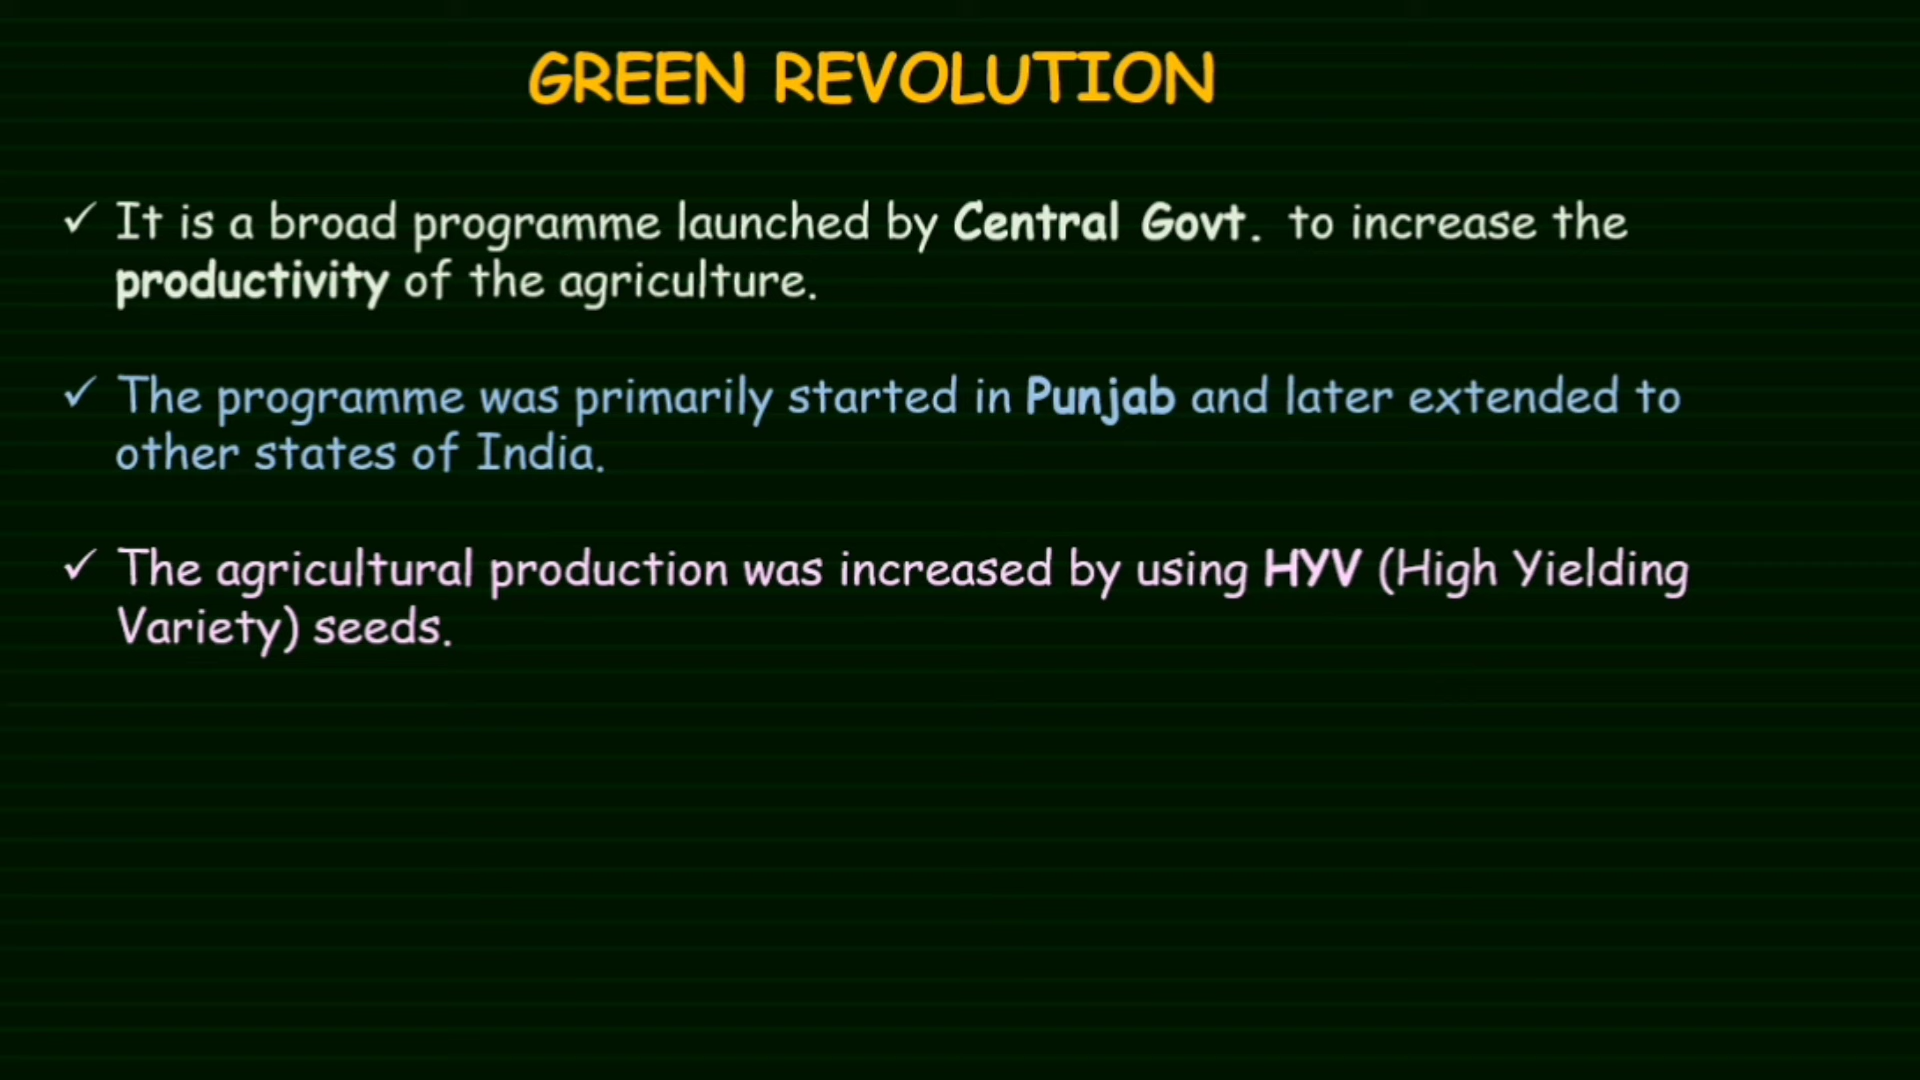 GREEN REVOLUTION
✓ It is a broad programme launched by Central Govt. to increase the
productivity of the agriculture.
✓ The programme was primarily started in Punjab and later extended to
other states of India.
✓ The agricultural production was increased by using HYV (High Yielding
Variety) seeds.